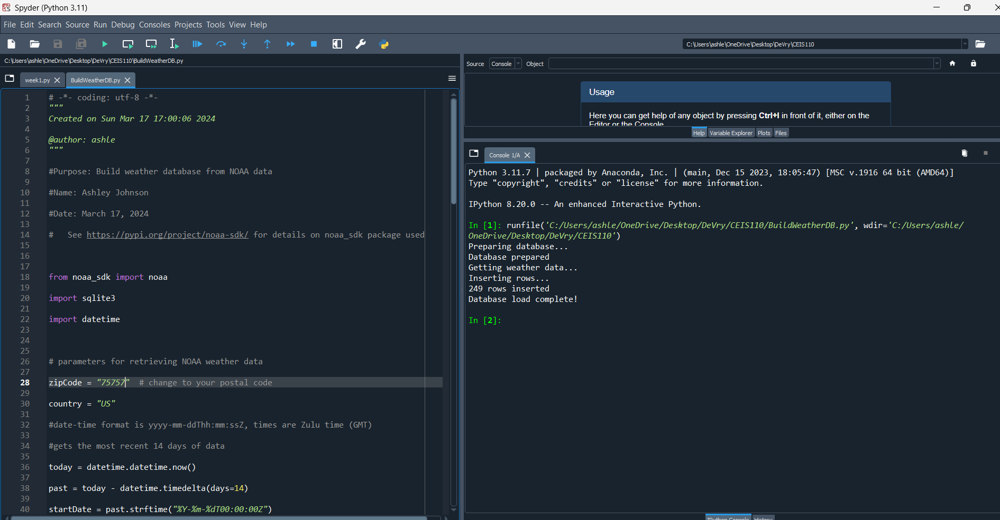 Spyder (Python 3.11)
File Edit Search Source Run Debug Consoles Projects Tools View Help
C:\Users\ashle\OneDrive\Desktop\DeVry\CEIS110
C:\Users\ashle\OneDrive\Desktop\DeVry\CEIS110\BuildWeatherDB.py
week1.py BuildWeatherDB.py
1 # -*- coding: utf-8 -*-
2 """
3 Created on Sun Mar 17 17:00:06 2024
4
5 @author: ashle
6 """
7
8 #Purpose: Build weather database from NOAA data
9
10 #Name: Ashley Johnson
11
12 #Date: March 17, 2024
13
14 #   See https://pypi.org/project/noaa-sdk/ for details on noaa_sdk package used
15
16
17
18 from noaa_sdk import noaa
19
20 import sqlite3
21
22 import datetime
23
24
25
26 # parameters for retrieving NOAA weather data
27
28 zipCode = "75757"  # change to your postal code
29
30 country = "US"
31
32 #date-time format is yyyy-mm-ddThh:mm:ssZ, times are Zulu time (GMT)
33
34 #gets the most recent 14 days of data
35
36 today = datetime.datetime.now()
37
38 past = today - datetime.timedelta(days=14)
39
40 startDate = past.strftime("%Y-%m-%dT00:00:00Z")
Source Console Object
Usage
Here you can get help of any object by pressing Ctrl+I in front of it, either on the
Editor or the Console.
Help Variable Explorer Plots Files
Console 1/A
Python 3.11.7 | packaged by Anaconda, Inc. | (main, Dec 15 2023, 18:05:47) [MSC v.1916 64 bit (AMD64)]
Type "copyright", "credits" or "license" for more information.
IPython 8.20.0 -- An enhanced Interactive Python.
In [1]: runfile('C:/Users/ashle/OneDrive/Desktop/DeVry/CEIS110/BuildWeatherDB.py', wdir='C:/Users/ashle/
OneDrive/Desktop/DeVry/CEIS110')
Preparing database...
Database prepared
Getting weather data...
Inserting rows...
249 rows inserted
Database load complete!
In [2]:
IPython Console History